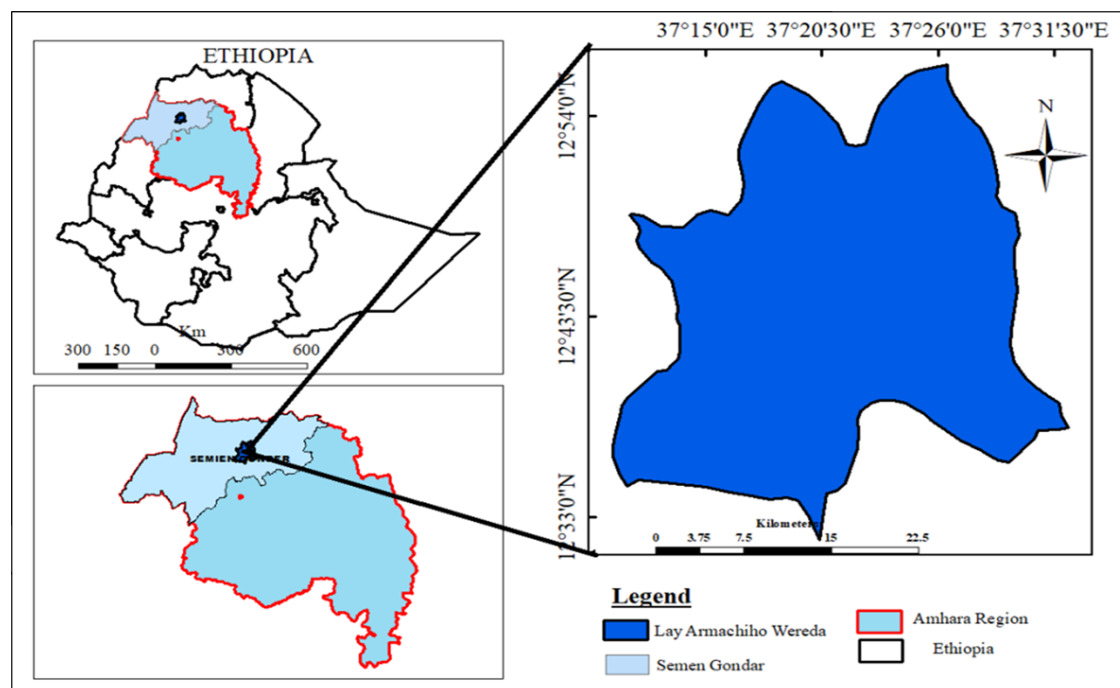 ETHIOPIA
Km
300 150 0 300 600
37°15'0"E 37°20'30"E 37°26'0"E 37°31'30"E
12°54'0"N
12°43'30"N
12°33'0"N
N
Kilometers
0 3.75 7.5 15 22.5
Legend
Lay Armachiho Wereda
Semen Gondar
Amhara Region
Ethiopia